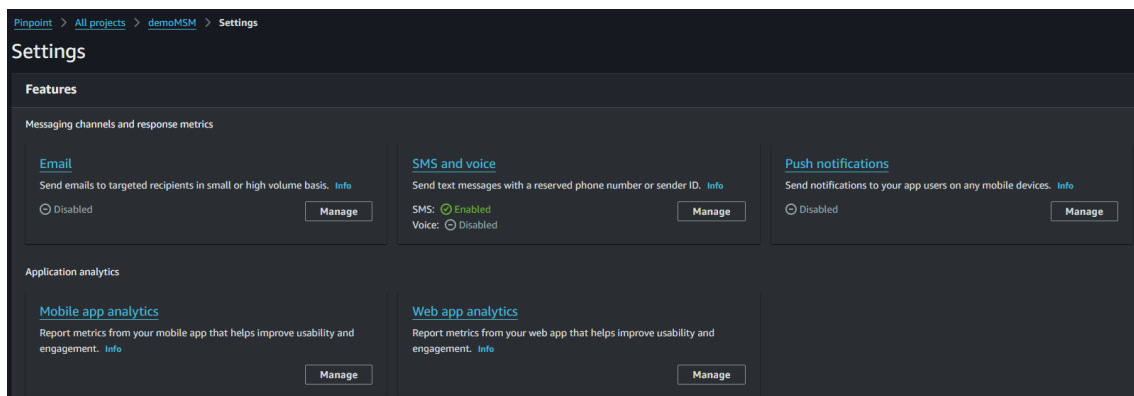 Pinpoint > All projects > demoMSM > Settings
Settings
Features
Messaging channels and response metrics
Email
Send emails to targeted recipients in small or high volume basis. Info
Disabled
Manage
SMS and voice
Send text messages with a reserved phone number or sender ID. Info
SMS: Enabled
Voice: Disabled
Manage
Push notifications
Send notifications to your app users on any mobile devices. Info
Disabled
Manage
Application analytics
Mobile app analytics
Report metrics from your mobile app that helps improve usability and
engagement. Info
Manage
Web app analytics
Report metrics from your web app that helps improve usability and
engagement. Info
Manage